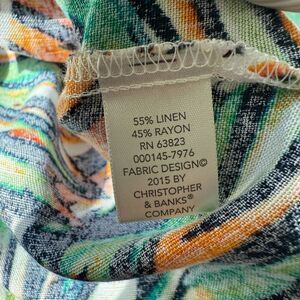 55% LINEN
45% RAYON
RN 63823
000145-7976
FABRIC DESIGN©
2015 BY
CHRISTOPHER
& BANKS®
COMPANY